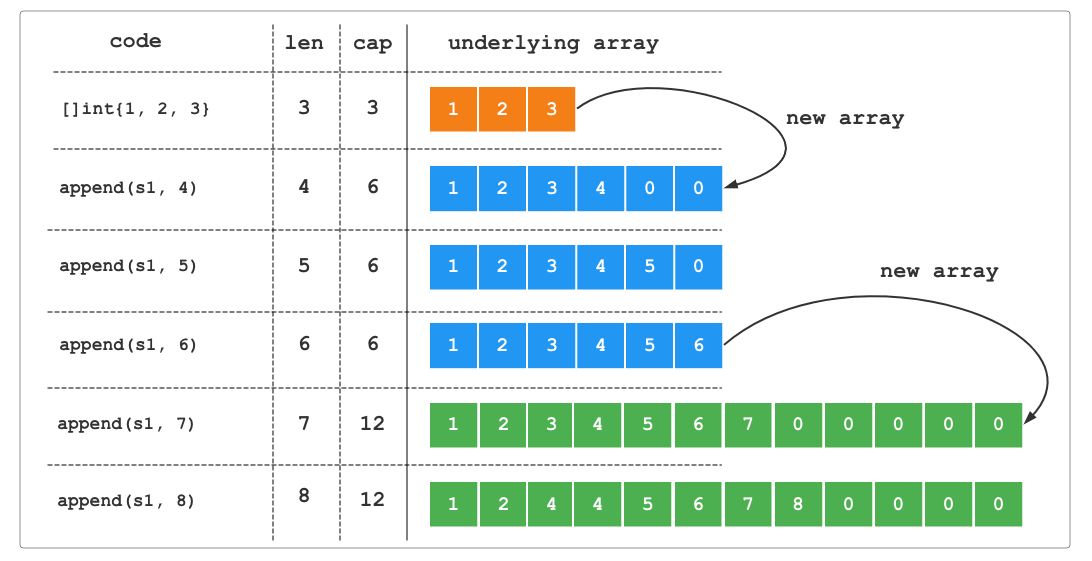 code len cap underlying array
[]int{1, 2, 3} 3 3 1 2 3
new array
append(s1, 4) 4 6 1 2 3 4 0 0
append(s1, 5) 5 6 1 2 3 4 5 0
new array
append(s1, 6) 6 6 1 2 3 4 5 6
append(s1, 7) 7 12 1 2 3 4 5 6 7 0 0 0 0 0
append(s1, 8) 8 12 1 2 4 4 5 6 7 8 0 0 0 0